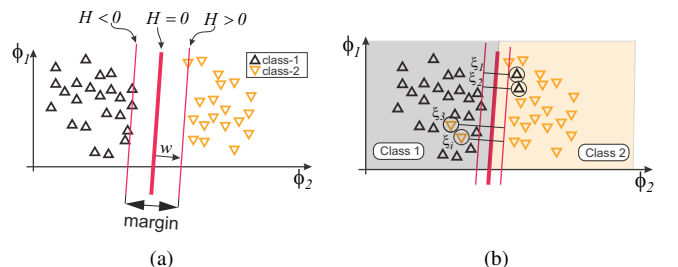 H < 0
H = 0
H > 0
ϕ1
class-1
class-2
w
ϕ2
margin
(a)
ϕ1
ξ1
ξ2
ξ3
ξi
Class 1
Class 2
ϕ2
(b)